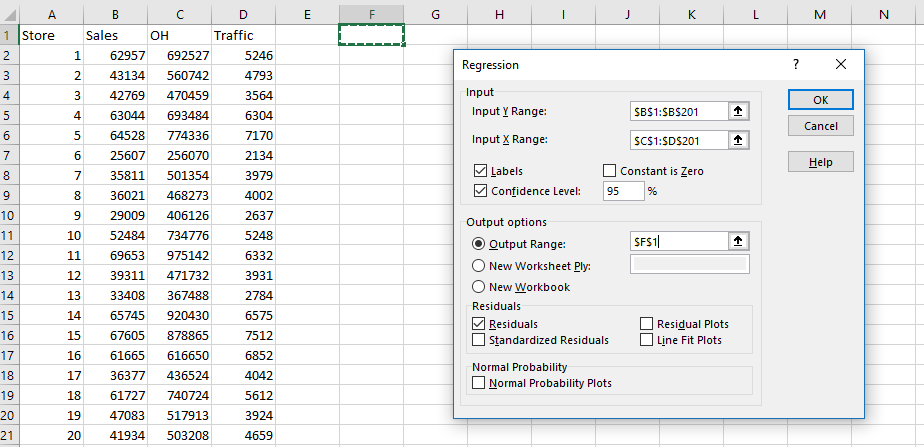 A B C D E F G H I J K L M N
1 Store Sales OH Traffic
2 1 62957 692527 5246
3 2 43134 560742 4793
4 3 42769 470459 3564
5 4 63044 693484 6304
6 5 64528 774336 7170
7 6 25607 256070 2134
8 7 35811 501354 3979
9 8 36021 468273 4002
10 9 29009 406126 2637
11 10 52484 734776 5248
12 11 69653 975142 6332
13 12 39311 471732 3931
14 13 33408 367488 2784
15 14 65745 920430 6575
16 15 67605 878865 7512
17 16 61665 616650 6852
18 17 36377 436524 4042
19 18 61727 740724 5612
20 19 47083 517913 3924
21 20 41934 503208 4659
Regression ?
Input
Input Y Range: $B$1:$B$201
Input X Range: $C$1:$D$201
Labels Constant is Zero
Confidence Level: 95 %
OK
Cancel
Help
Output options
Output Range: $F$1
New Worksheet Ply:
New Workbook
Residuals
Residuals Residual Plots
Standardized Residuals Line Fit Plots
Normal Probability
Normal Probability Plots